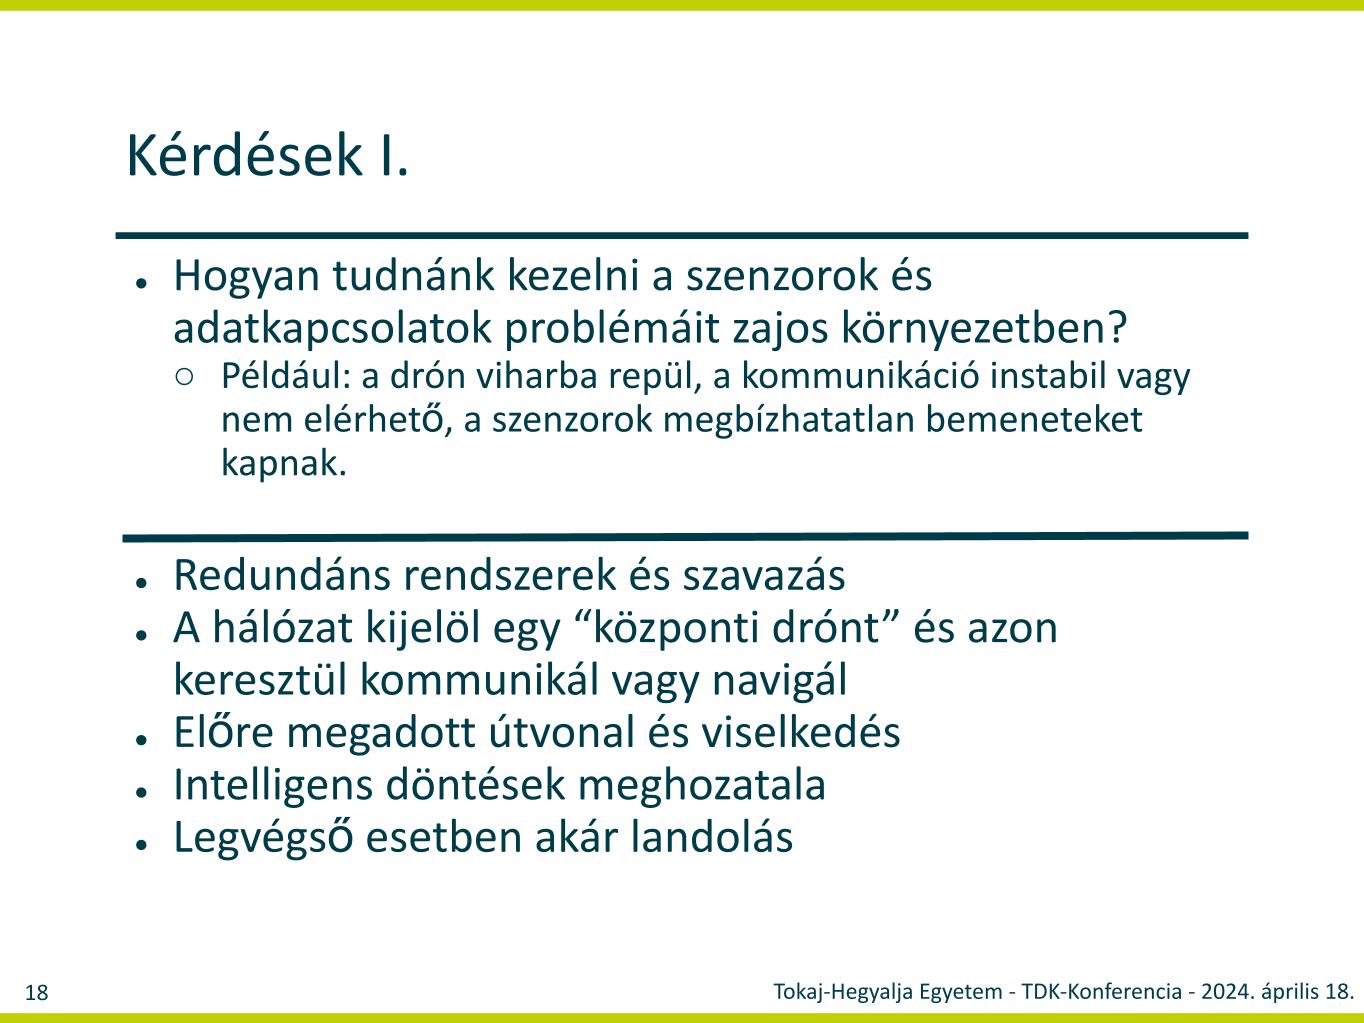 Kérdések I.
● Hogyan tudnánk kezelni a szenzorok és
adatkapcsolatok problémáit zajos környezetben?
○ Például: a drón viharba repül, a kommunikáció instabil vagy
nem elérhető, a szenzorok megbízhatatlan bemeneteket
kapnak.
● Redundáns rendszerek és szavazás
● A hálózat kijelöl egy “központi drónt” és azon
keresztül kommunikál vagy navigál
● Előre megadott útvonal és viselkedés
● Intelligens döntések meghozatala
● Legvégső esetben akár landolás
18
Tokaj-Hegyalja Egyetem - TDK-Konferencia - 2024. április 18.